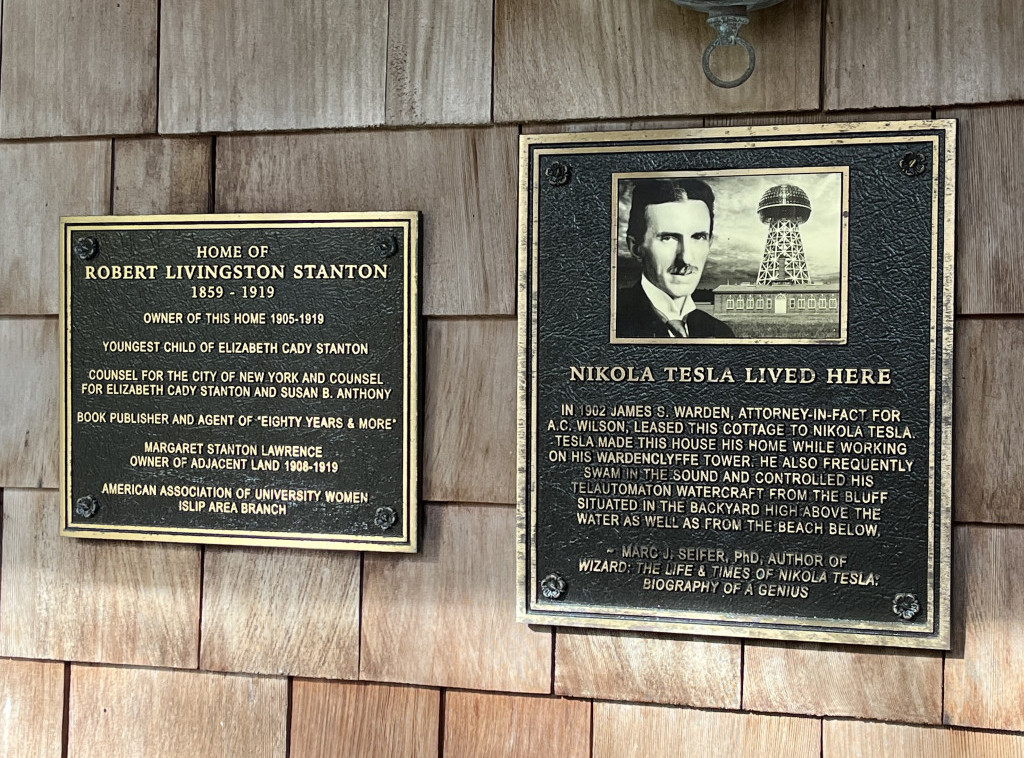 HOME OF
ROBERT LIVINGSTON STANTON
1859 - 1919
OWNER OF THIS HOME 1905-1919
YOUNGEST CHILD OF ELIZABETH CADY STANTON
COUNSEL FOR THE CITY OF NEW YORK AND COUNSEL
FOR ELIZABETH CADY STANTON AND SUSAN B. ANTHONY
BOOK PUBLISHER AND AGENT OF "EIGHTY YEARS & MORE"
MARGARET STANTON LAWRENCE
OWNER OF ADJACENT LAND 1908-1919
AMERICAN ASSOCIATION OF UNIVERSITY WOMEN
ISLIP AREA BRANCH
NIKOLA TESLA LIVED HERE
IN 1902 JAMES S. WARDEN, ATTORNEY-IN-FACT FOR
A.C. WILSON, LEASED THIS COTTAGE TO NIKOLA TESLA.
TESLA MADE THIS HOUSE HIS HOME WHILE WORKING
ON HIS WARDENCLYFFE TOWER. HE ALSO FREQUENTLY
SWAM IN THE SOUND AND CONTROLLED HIS
TELAUTOMATON WATERCRAFT FROM THE BLUFF
SITUATED IN THE BACKYARD HIGH ABOVE THE
WATER AS WELL AS FROM THE BEACH BELOW.
~ MARC J. SEIFER, PhD, AUTHOR OF
WIZARD: THE LIFE & TIMES OF NIKOLA TESLA:
BIOGRAPHY OF A GENIUS